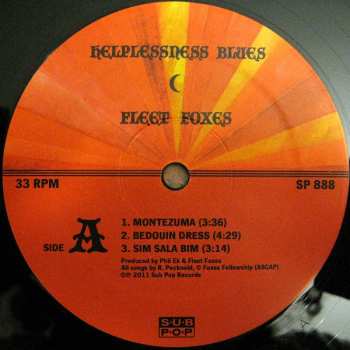 HELPLESSNESS BLUES
FLEET FOXES
33 RPM
SP 888
SIDE A
1. MONTEZUMA (3:36)
2. BEDOUIN DRESS (4:29)
3. SIM SALA BIM (3:14)
Produced by Phil Ek & Fleet Foxes
All songs by R. Pecknold, © Foxes Fellowship (ASCAP)
©℗ 2011 Sub Pop Records
SUB
POP